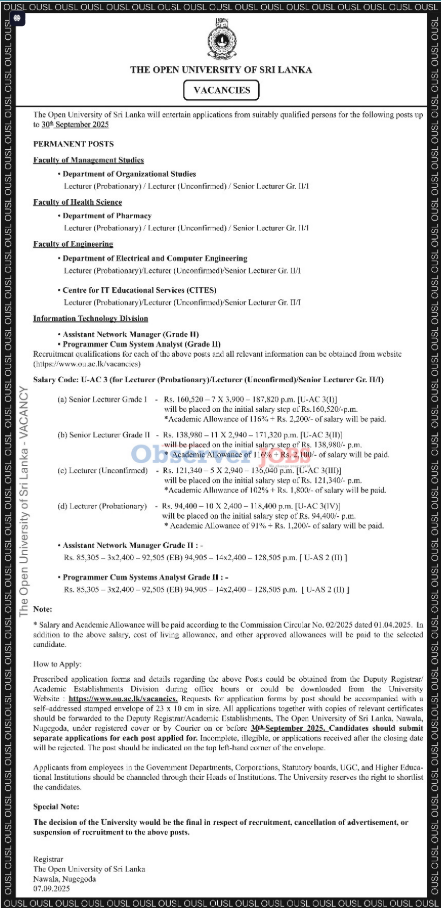 OUSL OUSL OUSL OUSL OUSL OUSL OUSL OUSL OUSL OUSL OUSL OUSL OUSL OUSL OUSL
THE OPEN UNIVERSITY OF SRI LANKA
VACANCIES
The Open University of Sri Lanka will entertain applications from suitably qualified persons for the following posts up
to 30th September 2025
PERMANENT POSTS
Faculty of Management Studies
• Department of Organizational Studies
Lecturer (Probationary) / Lecturer (Unconfirmed) / Senior Lecturer Gr. II/I
Faculty of Health Science
• Department of Pharmacy
Lecturer (Probationary) / Lecturer (Unconfirmed) / Senior Lecturer Gr. II/I
Faculty of Engineering
• Department of Electrical and Computer Engineering
Lecturer (Probationary)/Lecturer (Unconfirmed)/Senior Lecturer Gr. II/I
• Centre for IT Educational Services (CITES)
Lecturer (Probationary)/Lecturer (Unconfirmed)/Senior Lecturer Gr. II/I
Information Technology Division
• Assistant Network Manager (Grade II)
• Programmer Cum System Analyst (Grade II)
Recruitment qualifications for each of the above posts and all relevant information can be obtained from website
(https://www.ou.ac.lk/vacancies)
Salary Code: U-AC 3 (for Lecturer (Probationary)/Lecturer (Unconfirmed)/Senior Lecturer Gr. II/I)
(a) Senior Lecturer Grade I - Rs. 160,520 – 7 X 3,900 - 187,820 p.m. [U-AC 3(I)]
will be placed on the initial salary step of Rs.160,520/-p.m.
*Academic Allowance of 116% + Rs. 2,200/- of salary will be paid.
(b) Senior Lecturer Grade II - Rs. 138,980 – 11 X 2,940 - 171,320 p.m. [U-AC 3(II)]
will be placed on the initial salary step of Rs. 138,980/- p.m.
* Academic Allowance of 116% + Rs. 2,100/- of salary will be paid.
Observerjobs
(c) Lecturer (Unconfirmed) - Rs. 121,340 – 5 X 2,940 – 136,040 p.m. [U-AC 3(III)]
will be placed on the initial salary step of Rs. 121,340/- p.m.
*Academic Allowance of 102% + Rs. 1,800/- of salary will be paid.
(d) Lecturer (Probationary) - Rs. 94,400 – 10 X 2,400 – 118,400 p.m. [U-AC 3(IV)]
will be placed on the initial salary step of Rs. 94,400/- p.m.
* Academic Allowance of 91% + Rs. 1,200/- of salary will be paid.
• Assistant Network Manager Grade II : -
Rs. 85,305 – 3x2,400 – 92,505 (EB) 94,905 – 14x2,400 – 128,505 p.m. [ U-AS 2 (II) ]
• Programmer Cum Systems Analyst Grade II : -
Rs. 85,305 – 3x2,400 – 92,505 (EB) 94,905 – 14x2,400 – 128,505 p.m. [ U-AS 2 (II) ]
The Open University of Sri Lanka - VACANCY
Note:
* Salary and Academic Allowance will be paid according to the Commission Circular No. 02/2025 dated 01.04.2025. In
addition to the above salary, cost of living allowance, and other approved allowances will be paid to the selected
candidate.
How to Apply:
Prescribed application forms and details regarding the above Posts could be obtained from the Deputy Registrar/
Academic Establishments Division during office hours or could be downloaded from the University
Website : https://www.ou.ac.lk/vacancies. Requests for application forms by post should be accompanied with a
self–addressed stamped envelope of 23 x 10 cm in size. All applications together with copies of relevant certificates
should be forwarded to the Deputy Registrar/Academic Establishments, The Open University of Sri Lanka, Nawala,
Nugegoda, under registered cover or by Courier on or before 30th September 2025. Candidates should submit
separate applications for each post applied for. Incomplete, illegible, or applications received after the closing date
will be rejected. The post should be indicated on the top left-hand corner of the envelope.
Applicants from employees in the Government Departments, Corporations, Statutory boards, UGC, and Higher Educa-
tional Institutions should be channeled through their Heads of Institutions. The University reserves the right to shortlist
the candidates.
Special Note:
The decision of the University would be the final in respect of recruitment, cancellation of advertisement, or
suspension of recruitment to the above posts.
Registrar
The Open University of Sri Lanka
Nawala, Nugegoda
07.09.2025
OUSL OUSL OUSL OUSL OUSL OUSL OUSL OUSL OUSL OUSL OUSL OUSL OUSL OUSL OUSL